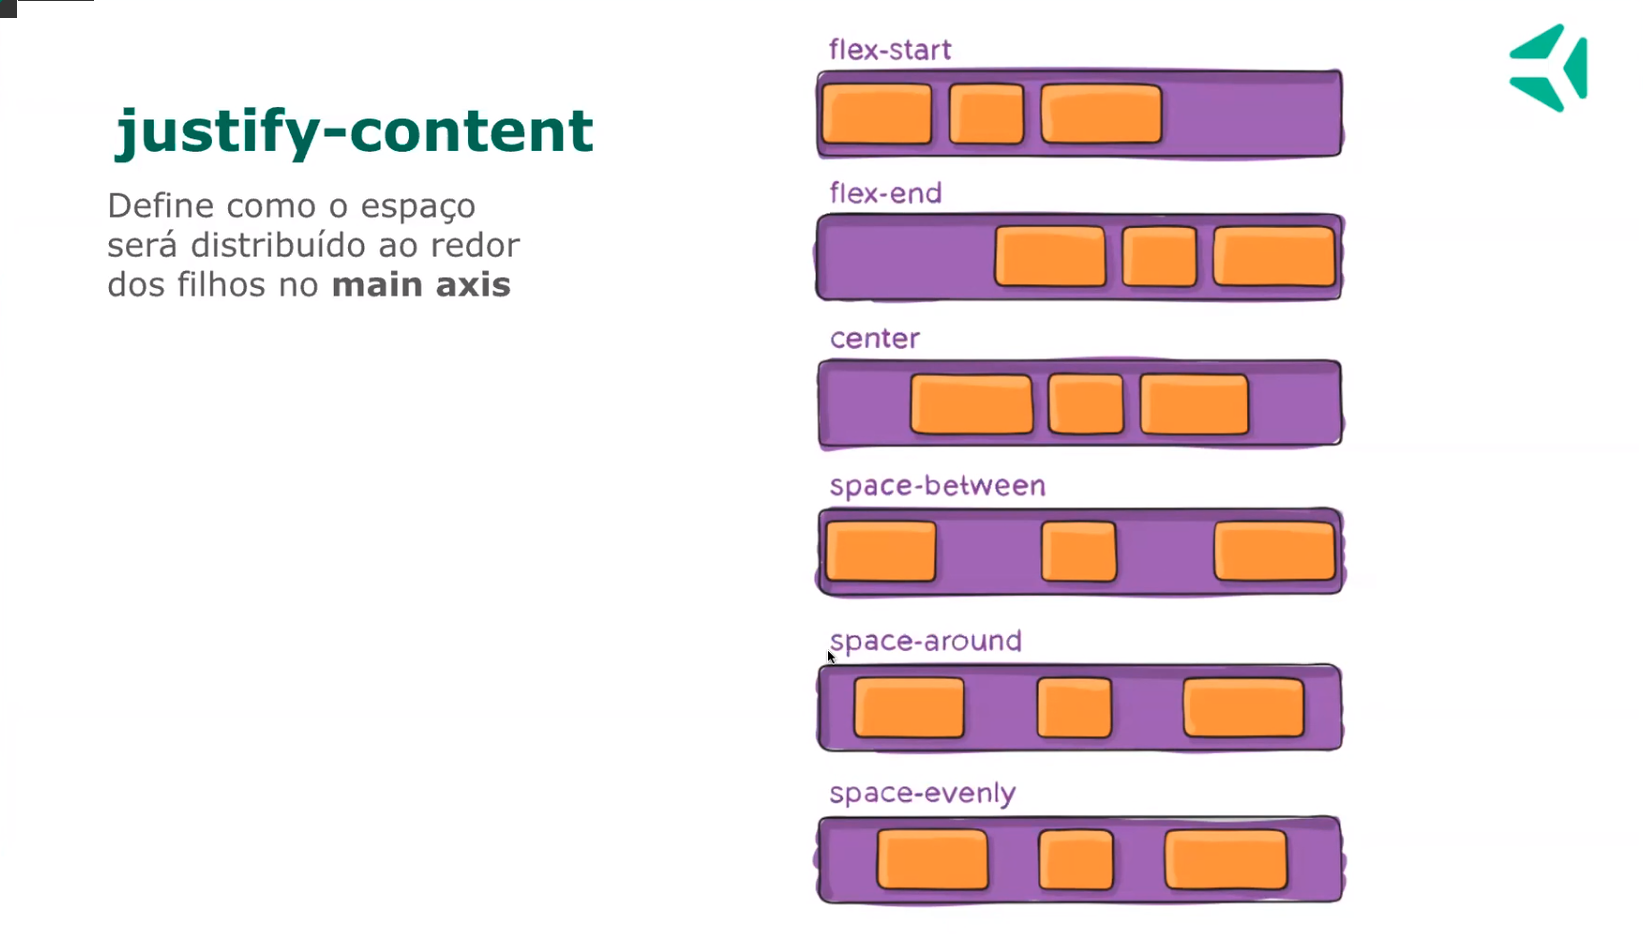 justify-content
Define como o espaço
será distribuído ao redor
dos filhos no main axis
flex-start
flex-end
center
space-between
space-around
space-evenly